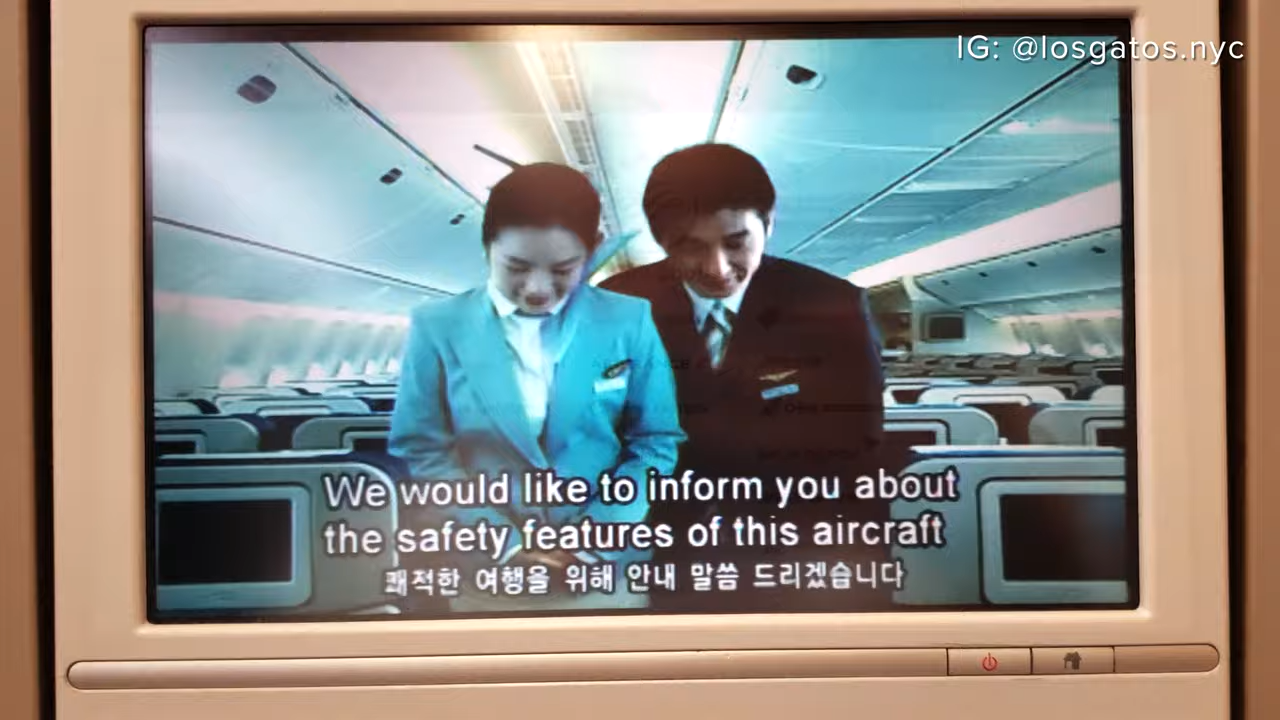 IG: @losgatos.nyc
We would like to inform you about
the safety features of this aircraft
쾌적한 여행을 위해 안내 말씀 드리겠습니다